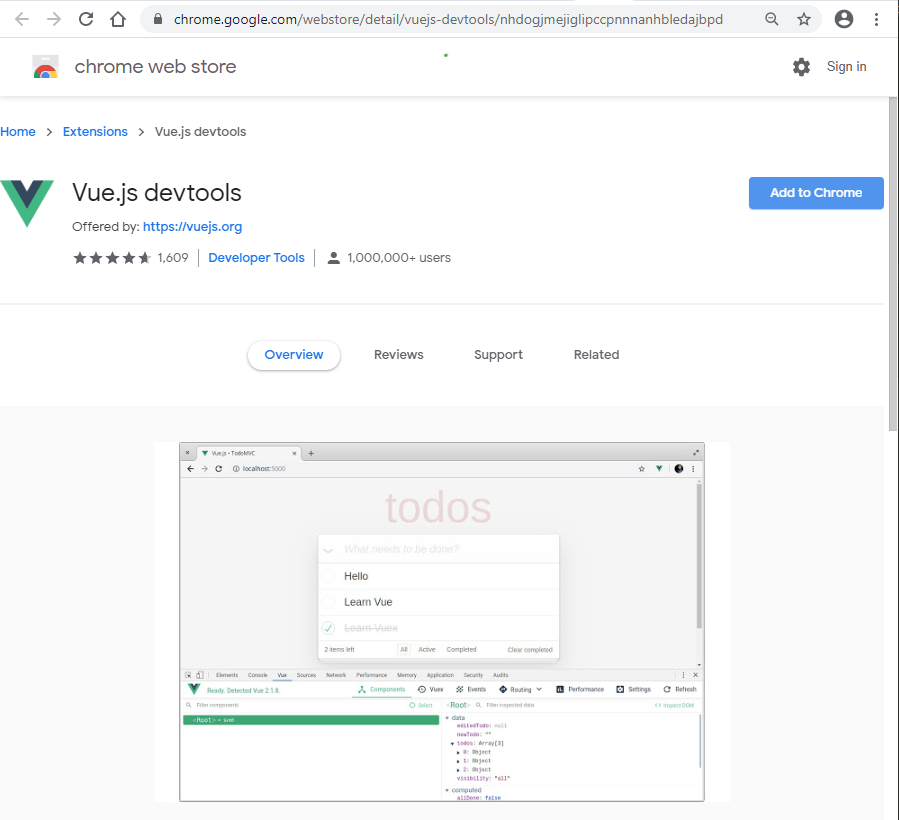 chrome.google.com/webstore/detail/vuejs-devtools/nhdogjmejiglipccpnnnanhbledajbpd
chrome web store
Sign in
Home > Extensions > Vue.js devtools
Vue.js devtools
Add to Chrome
Offered by: https://vuejs.org
1,609 Developer Tools 1,000,000+ users
Overview Reviews Support Related
Vue.js • TodoMVC
localhost:3000
todos
What needs to be done?
Hello
Learn Vue
Learn Vuex
2 items left All Active Completed Clear completed
Elements Console Vue Sources Network Performance Memory Application Security Audits
Ready. Detected Vue 2.1.8. Components Vuex Events Routing Performance Settings Refresh
Filter components Select <Root> Filter inspected data <> Inspect DOM
<Root> = $vm0
data
editedTodo: null
newTodo: ""
todos: Array[3]
0: Object
1: Object
2: Object
visibility: "all"
computed
allDone: false